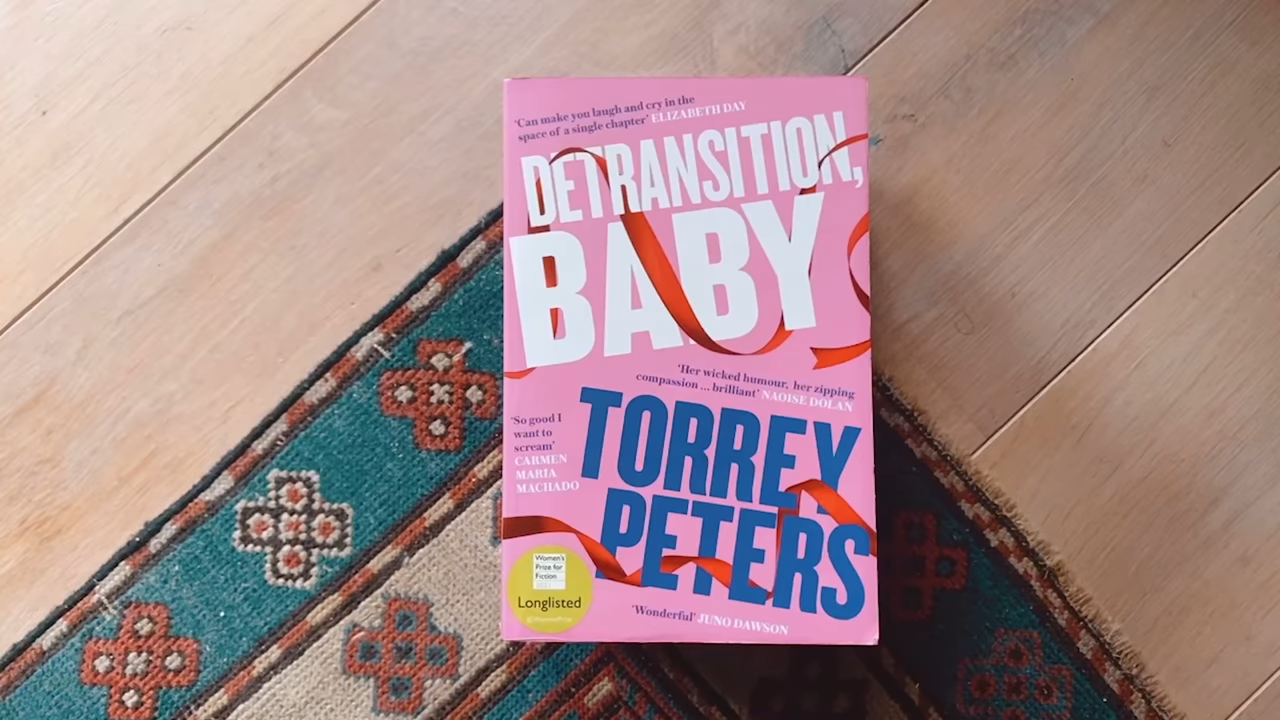 'Can make you laugh and cry in the
space of a single chapter' ELIZABETH DAY
DETRANSITION,
BABY
'Her wicked humour, her zipping
compassion ... brilliant' NAOISE DOLAN
'So good I
want to
scream'
CARMEN
MARIA
MACHADO
TORREY
PETERS
Women's
Prize for
Fiction
Longlisted
'Wonderful' JUNO DAWSON